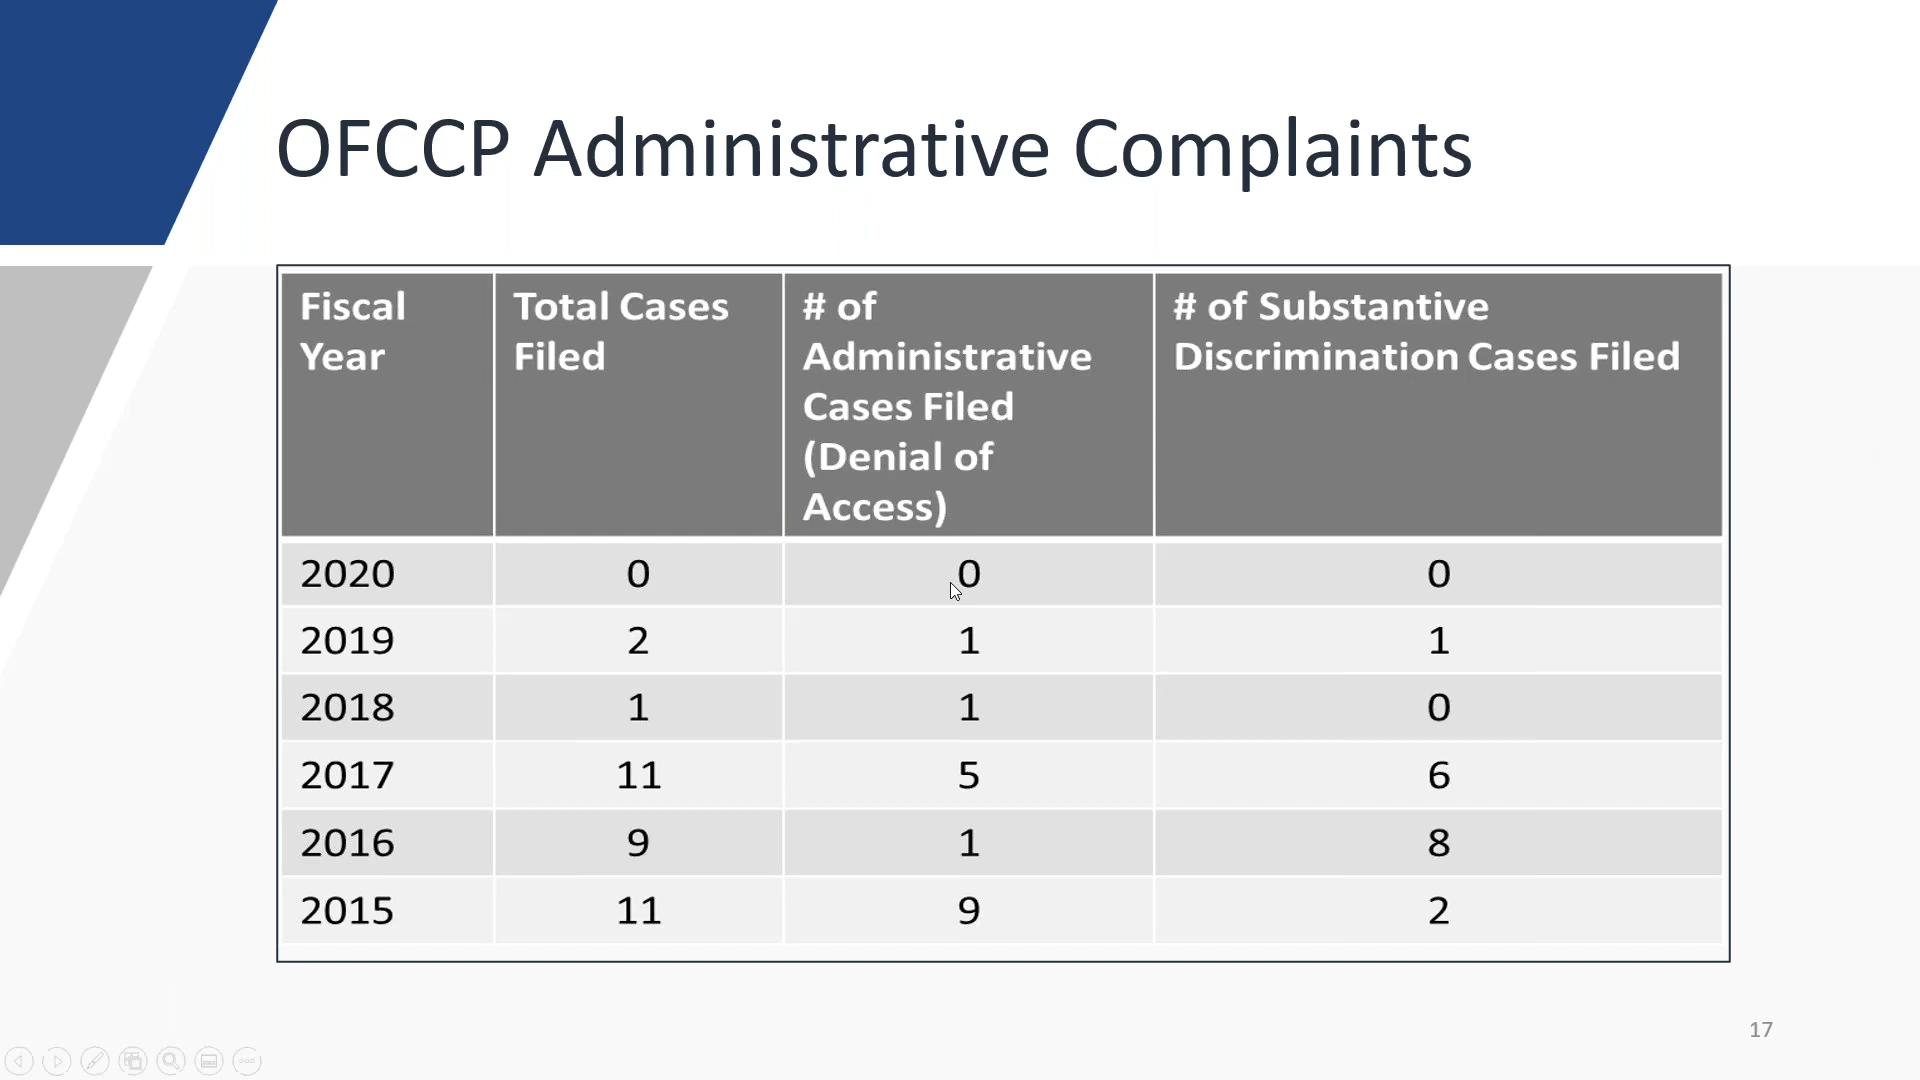 OFCCP Administrative Complaints
Fiscal Year
Total Cases Filed
# of Administrative Cases Filed (Denial of Access)
# of Substantive Discrimination Cases Filed
2020 0 0 0
2019 2 1 1
2018 1 1 0
2017 11 5 6
2016 9 1 8
2015 11 9 2
17